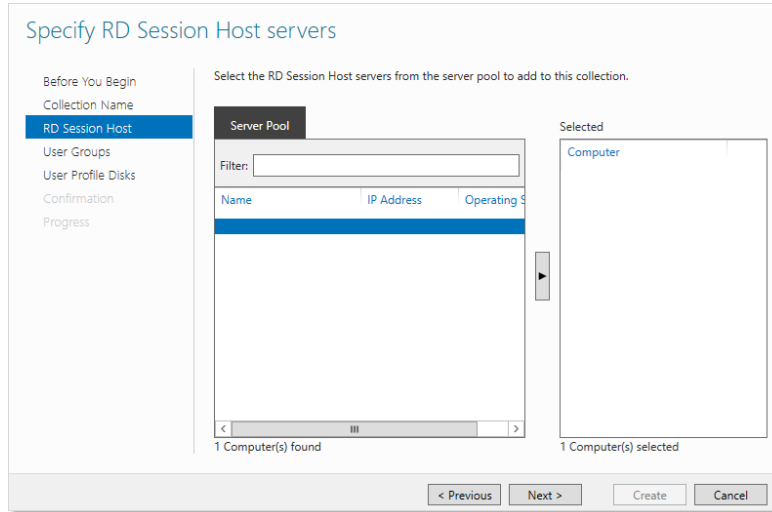 Specify RD Session Host servers
Before You Begin
Collection Name
RD Session Host
User Groups
User Profile Disks
Confirmation
Progress
Select the RD Session Host servers from the server pool to add to this collection.
Server Pool
Filter:
Name IP Address Operating S
1 Computer(s) found
Selected
Computer
1 Computer(s) selected
< Previous Next > Create Cancel